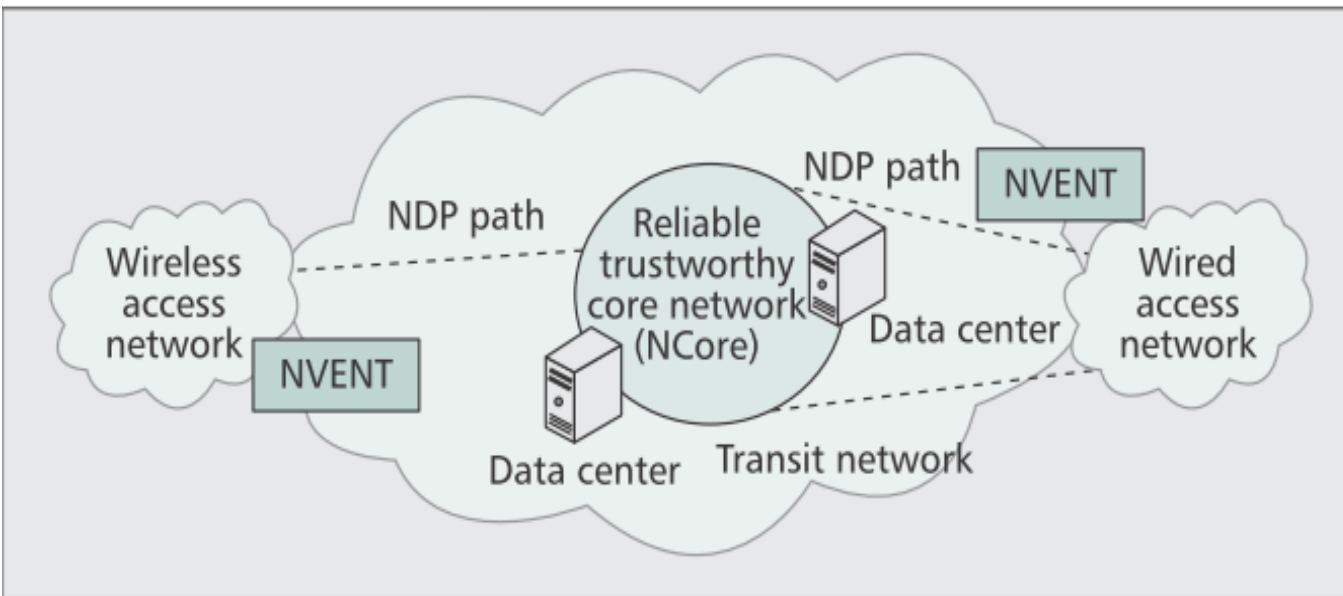 NDP path
NVENT
NDP path
Reliable
trustworthy
core network
(NCore)
Wireless
access
network
Wired
access
network
NVENT
Data center
Data center
Transit network